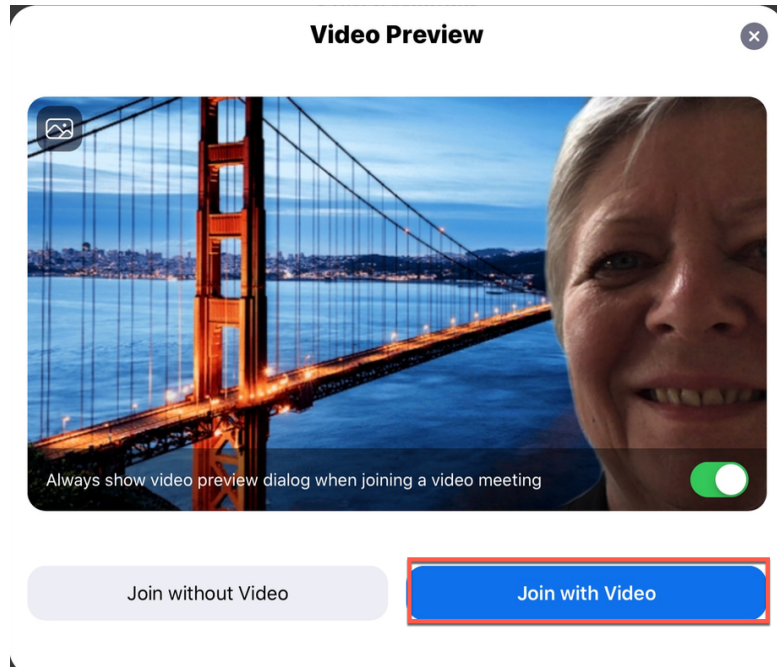 Video Preview
Always show video preview dialog when joining a video meeting
Join without Video
Join with Video